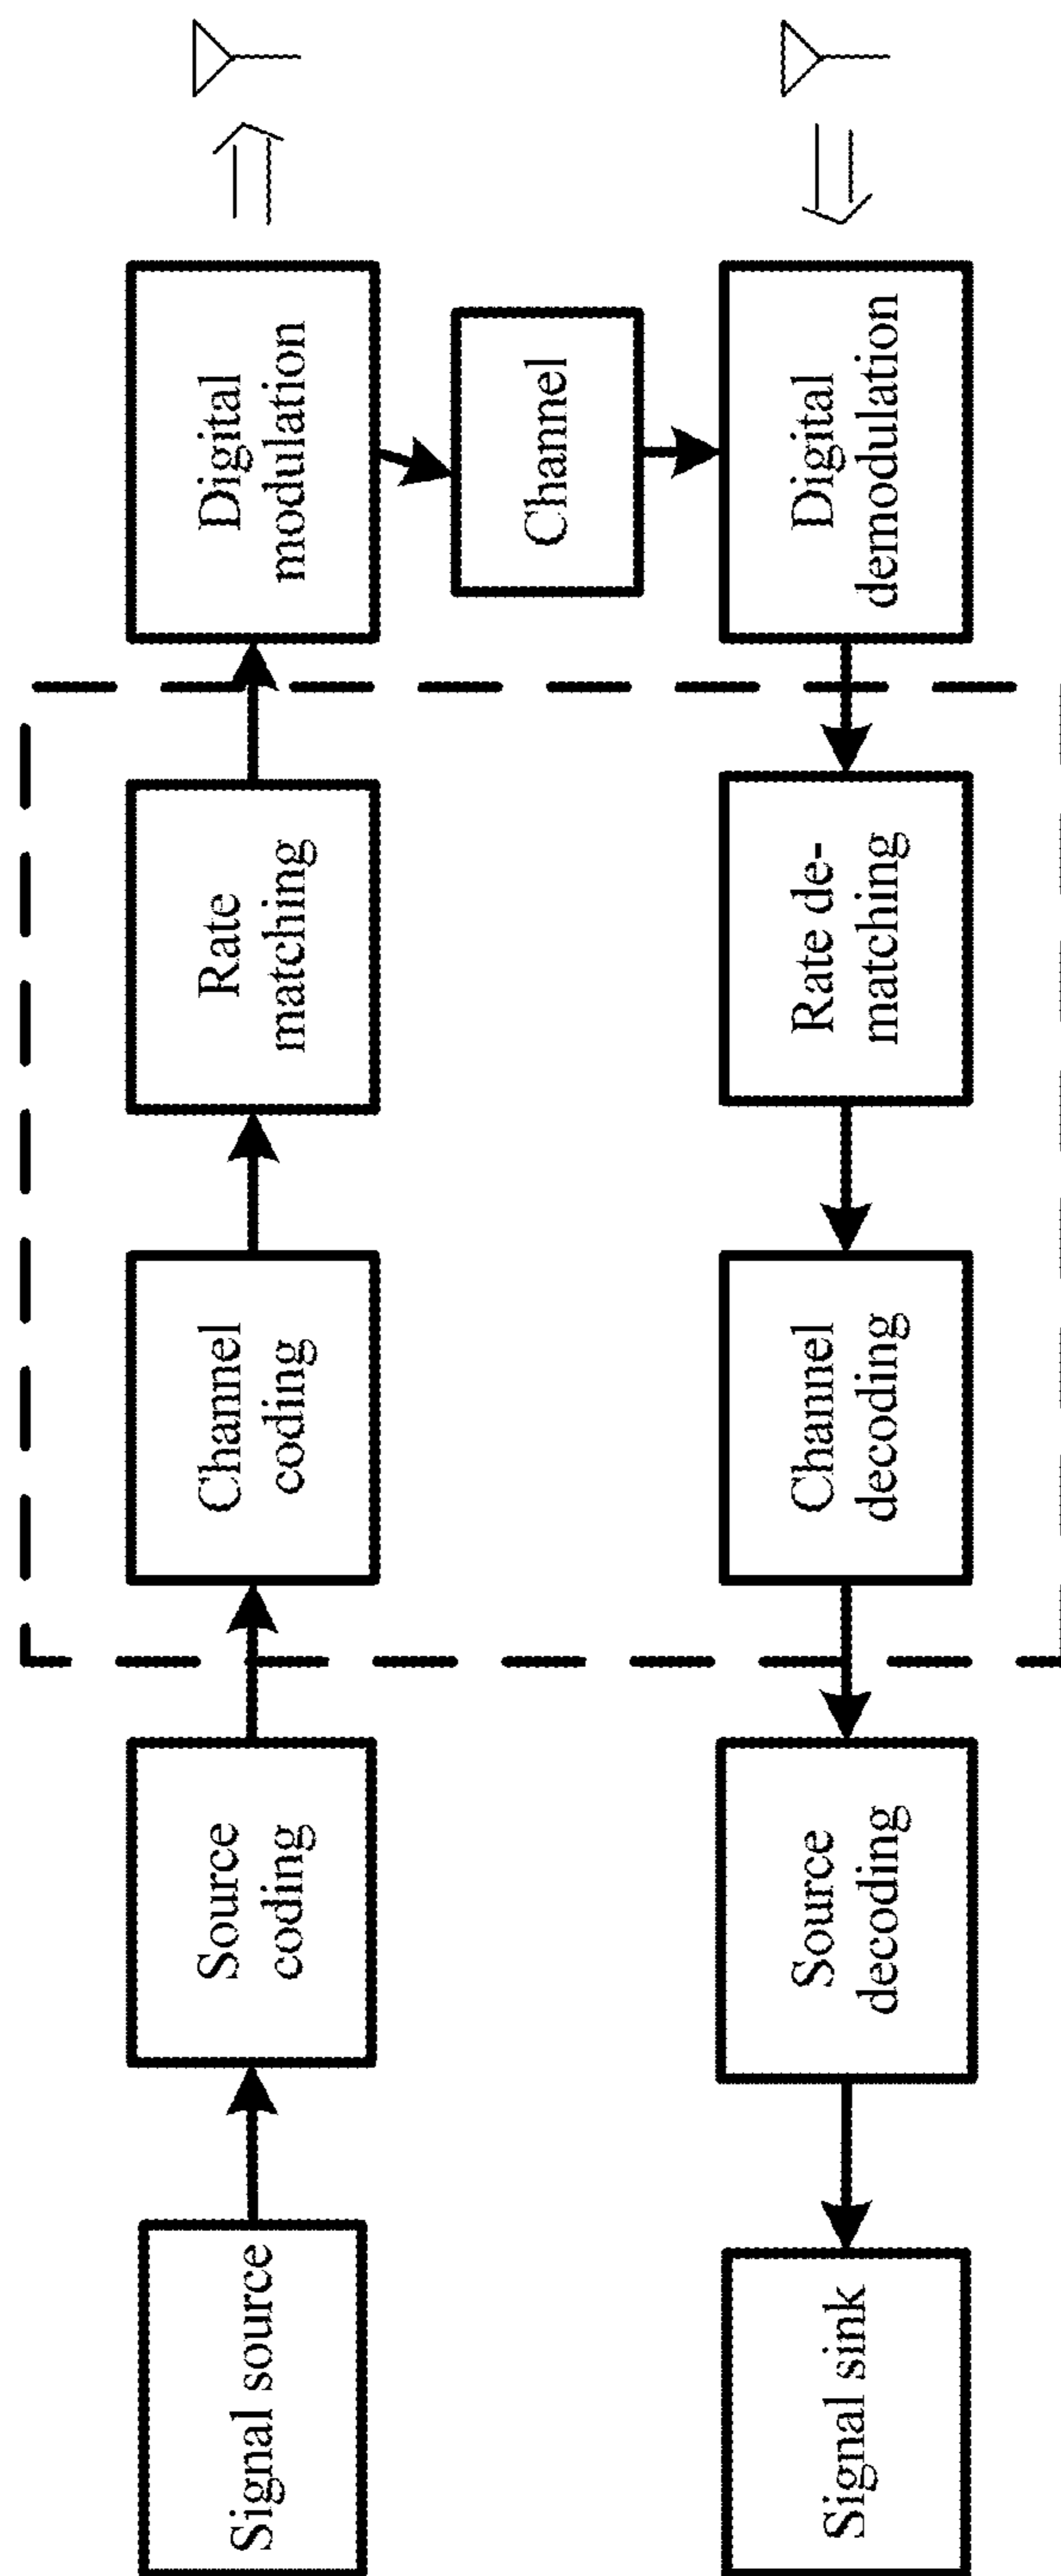 Signal source
Source
coding
Channel
coding
Rate
matching
Digital
modulation
Channel
Digital
demodulation
Rate de-
matching
Channel
decoding
Source
decoding
Signal sink